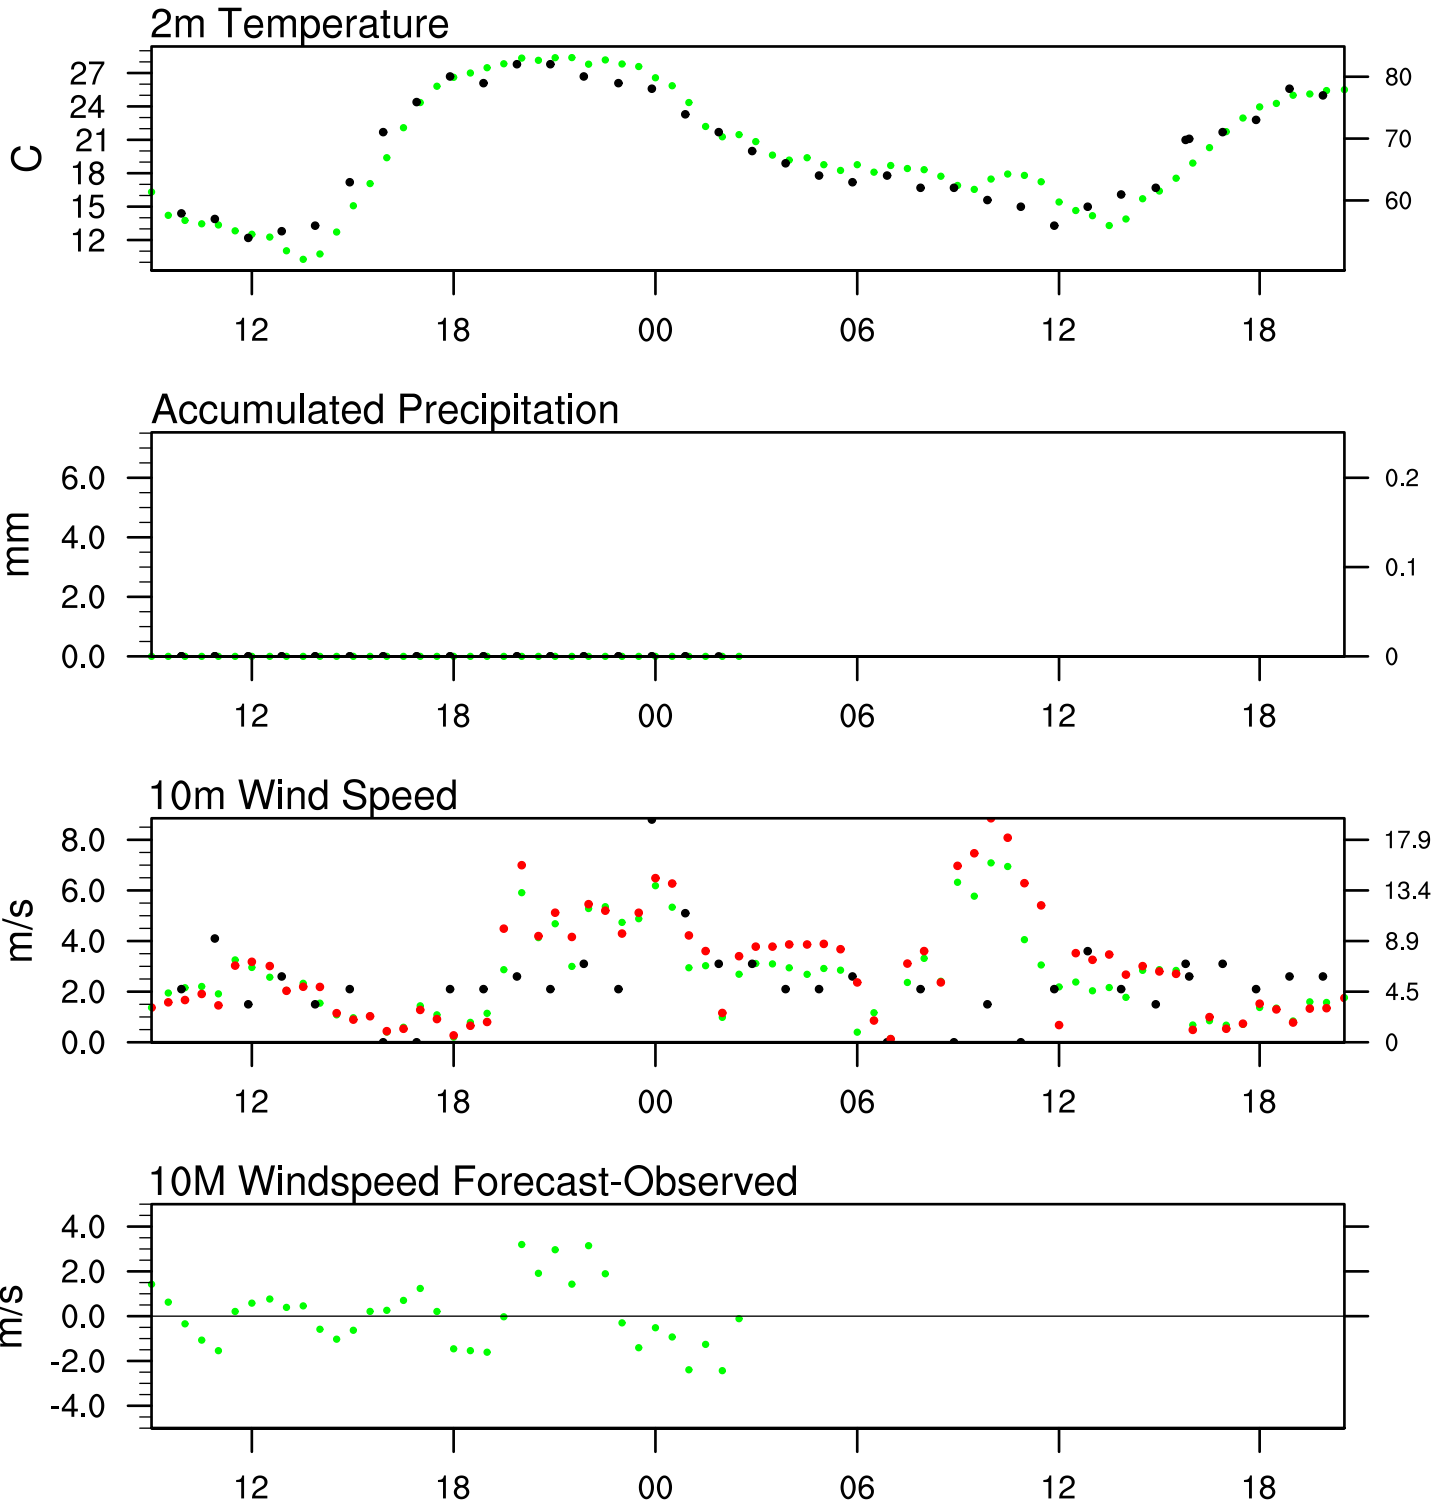 2m Temperature
27
24
21
18
15
12
C
80
70
60
12 18 00 06 12 18
Accumulated Precipitation
6.0
4.0
2.0
0.0
mm
0.2
0.1
0
12 18 00 06 12 18
10m Wind Speed
8.0
6.0
4.0
2.0
0.0
m/s
17.9
13.4
8.9
4.5
0
12 18 00 06 12 18
10M Windspeed Forecast-Observed
4.0
2.0
0.0
-2.0
-4.0
m/s
12 18 00 06 12 18